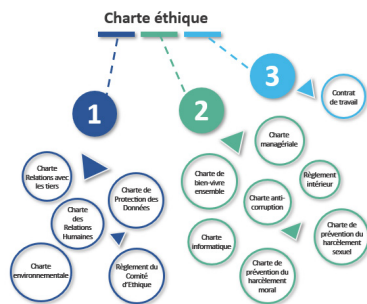 Charte éthique
1
2
3
Contrat
de travail
Charte
Relations avec
les tiers
Charte de
Protection des
Données
Charte
des
Relations
Humaines
Charte
environnementale
Règlement du
Comité
d'Ethique
Charte
managériale
Charte
de bien-vivre
ensemble
Règlement
intérieur
Charte anti-
corruption
Charte
informatique
Charte de
prévention du
harcèlement
sexuel
Charte
de prévention du
harcèlement
moral